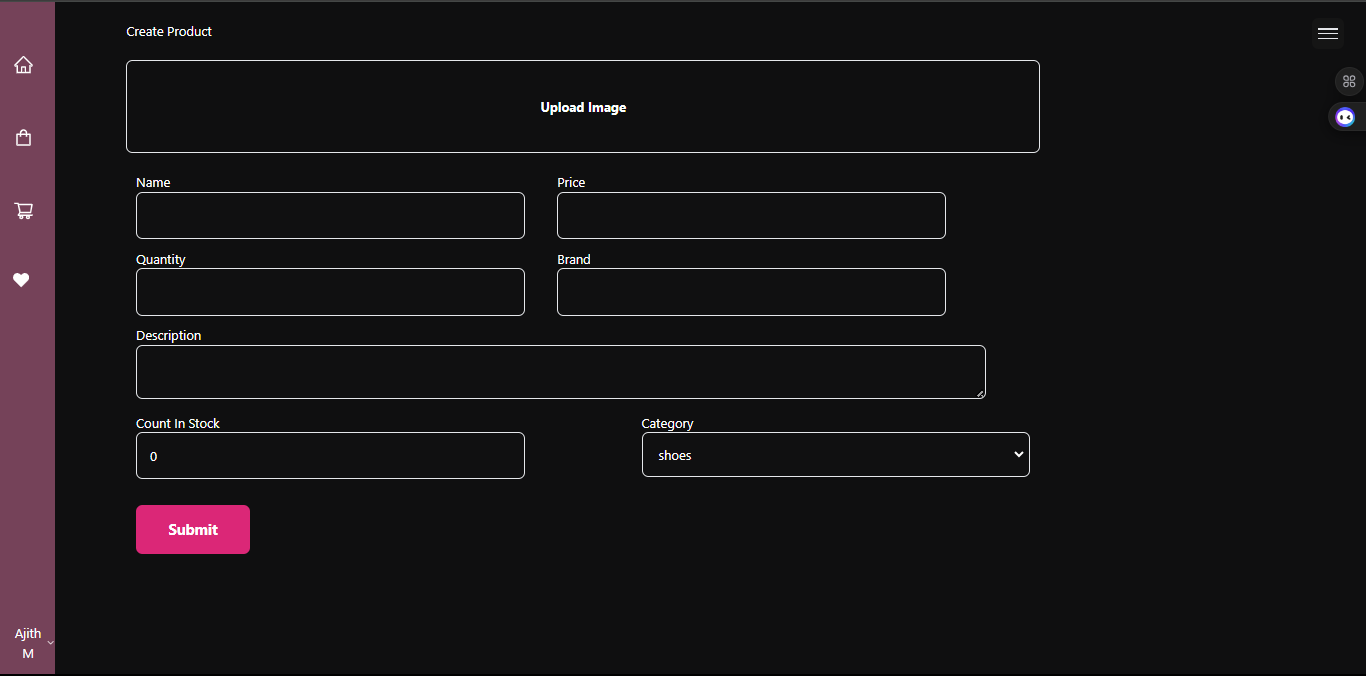 Create Product
Upload Image
Name
Price
Quantity
Brand
Description
Count In Stock
Category
0
shoes
Submit
Ajith
M